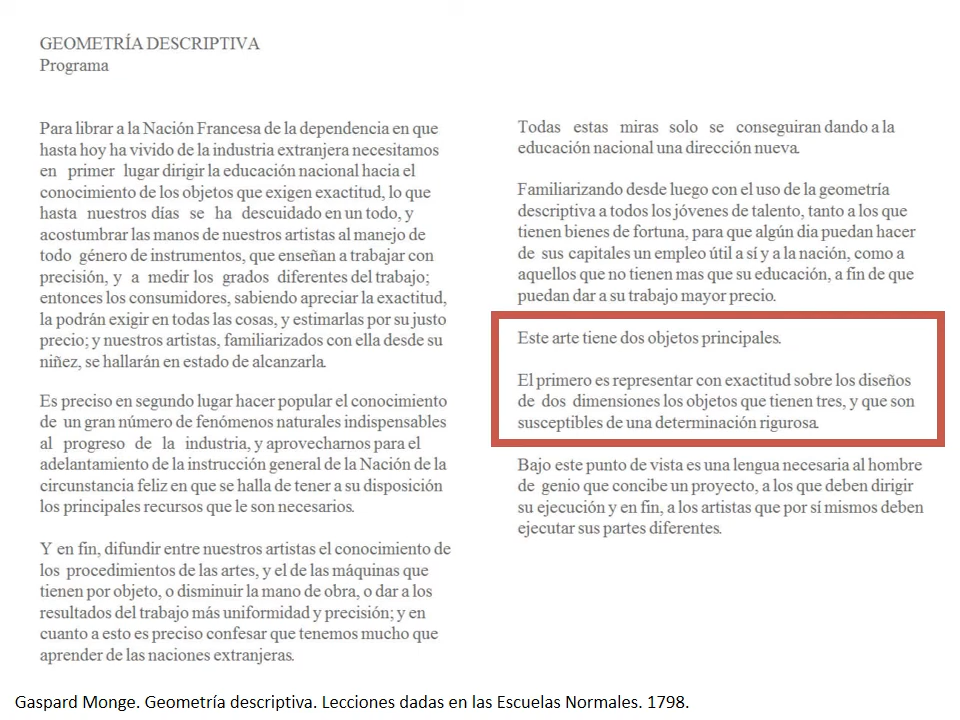 GEOMETRÍA DESCRIPTIVA
Programa
Para librar a la Nación Francesa de la dependencia en que
hasta hoy ha vivido de la industria extranjera necesitamos
en primer lugar dirigir la educación nacional hacia el
conocimiento de los objetos que exigen exactitud, lo que
hasta nuestros días se ha descuidado en un todo, y
acostumbrar las manos de nuestros artistas al manejo de
todo género de instrumentos, que enseñan a trabajar con
precisión, y a medir los grados diferentes del trabajo;
entonces los consumidores, sabiendo apreciar la exactitud,
la podrán exigir en todas las cosas, y estimarlas por su justo
precio; y nuestros artistas, familiarizados con ella desde su
niñez, se hallarán en estado de alcanzarla.
Es preciso en segundo lugar hacer popular el conocimiento
de un gran número de fenómenos naturales indispensables
al progreso de la industria, y aprovecharnos para el
adelantamiento de la instrucción general de la Nación de la
circunstancia feliz en que se halla de tener a su disposición
los principales recursos que le son necesarios.
Y en fin, difundir entre nuestros artistas el conocimiento de
los procedimientos de las artes, y el de las máquinas que
tienen por objeto, o disminuir la mano de obra, o dar a los
resultados del trabajo más uniformidad y precisión; y en
cuanto a esto es preciso confesar que tenemos mucho que
aprender de las naciones extranjeras.
Todas estas miras solo se conseguiran dando a la
educación nacional una dirección nueva.
Familiarizando desde luego con el uso de la geometría
descriptiva a todos los jóvenes de talento, tanto a los que
tienen bienes de fortuna, para que algún dia puedan hacer
de sus capitales un empleo útil a sí y a la nación, como a
aquellos que no tienen mas que su educación, a fin de que
puedan dar a su trabajo mayor precio.
Este arte tiene dos objetos principales.
El primero es representar con exactitud sobre los diseños
de dos dimensiones los objetos que tienen tres, y que son
susceptibles de una determinación rigurosa.
Bajo este punto de vista es una lengua necesaria al hombre
de genio que concibe un proyecto, a los que deben dirigir
su ejecución y en fin, a los artistas que por sí mismos deben
ejecutar sus partes diferentes.
Gaspard Monge. Geometría descriptiva. Lecciones dadas en las Escuelas Normales. 1798.